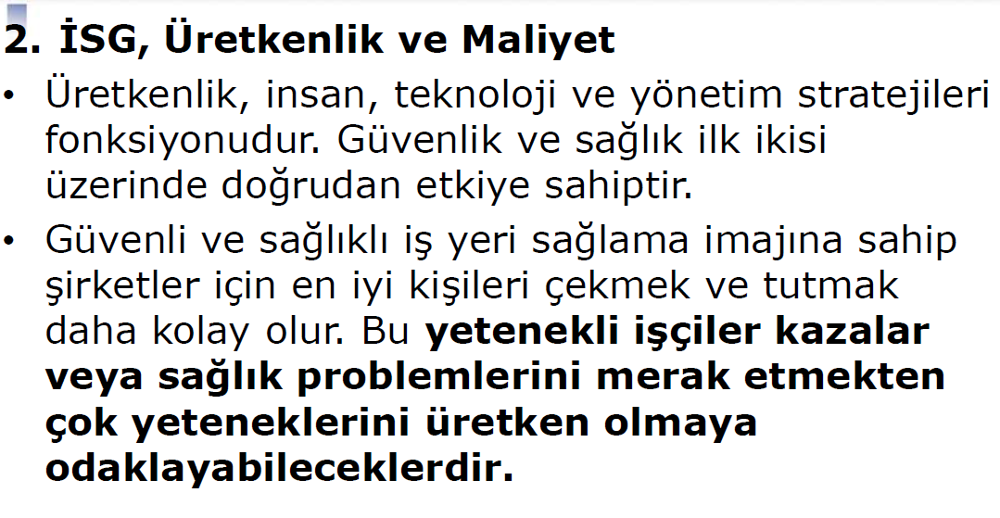 2. İSG, Üretkenlik ve Maliyet
• Üretkenlik, insan, teknoloji ve yönetim stratejileri
fonksiyonudur. Güvenlik ve sağlık ilk ikisi
üzerinde doğrudan etkiye sahiptir.
• Güvenli ve sağlıklı iş yeri sağlama imajına sahip
şirketler için en iyi kişileri çekmek ve tutmak
daha kolay olur. Bu yetenekli işçiler kazalar
veya sağlık problemlerini merak etmekten
çok yeteneklerini üretken olmaya
odaklayabileceklerdir.